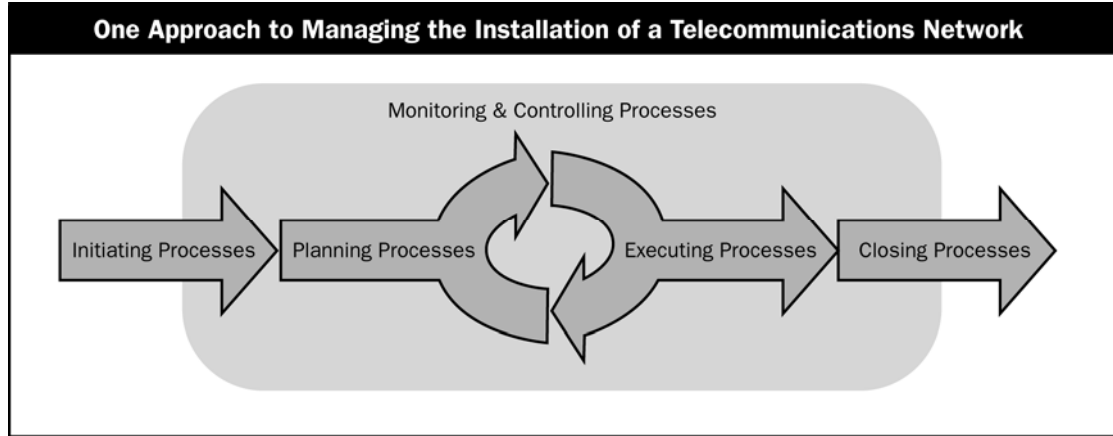 One Approach to Managing the Installation of a Telecommunications Network
Monitoring & Controlling Processes
Initiating Processes
Planning Processes
Executing Processes
Closing Processes